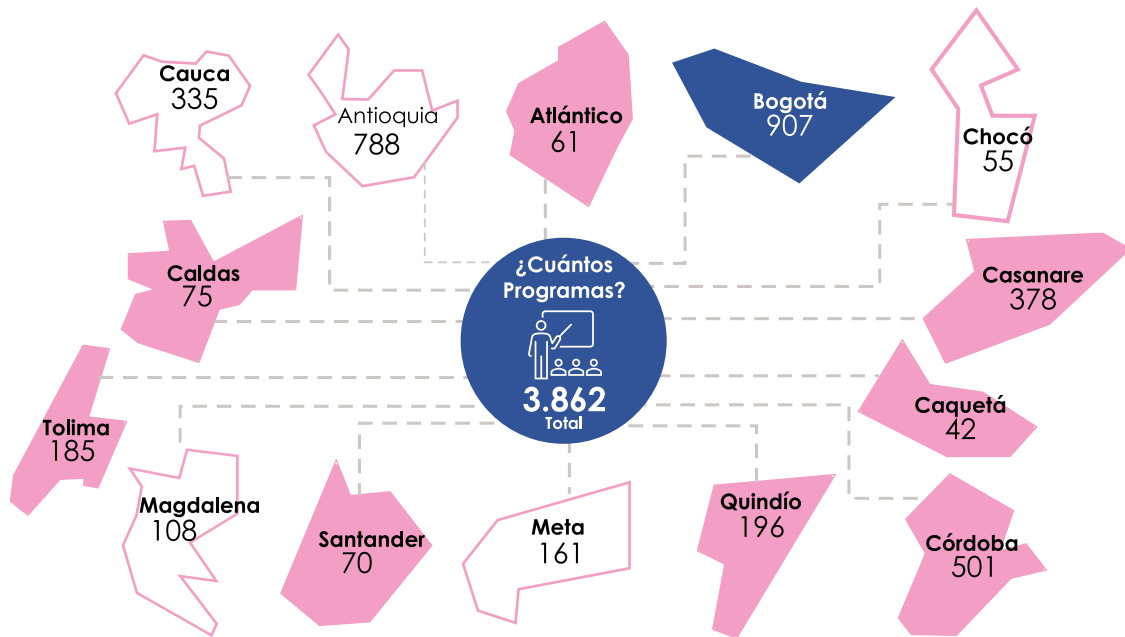 Cauca
335
Antioquia
788
Atlántico
61
Bogotá
907
Chocó
55
Caldas
75
¿Cuántos
Programas?
3.862
Total
Casanare
378
Tolima
185
Caquetá
42
Magdalena
108
Santander
70
Meta
161
Quindío
196
Córdoba
501